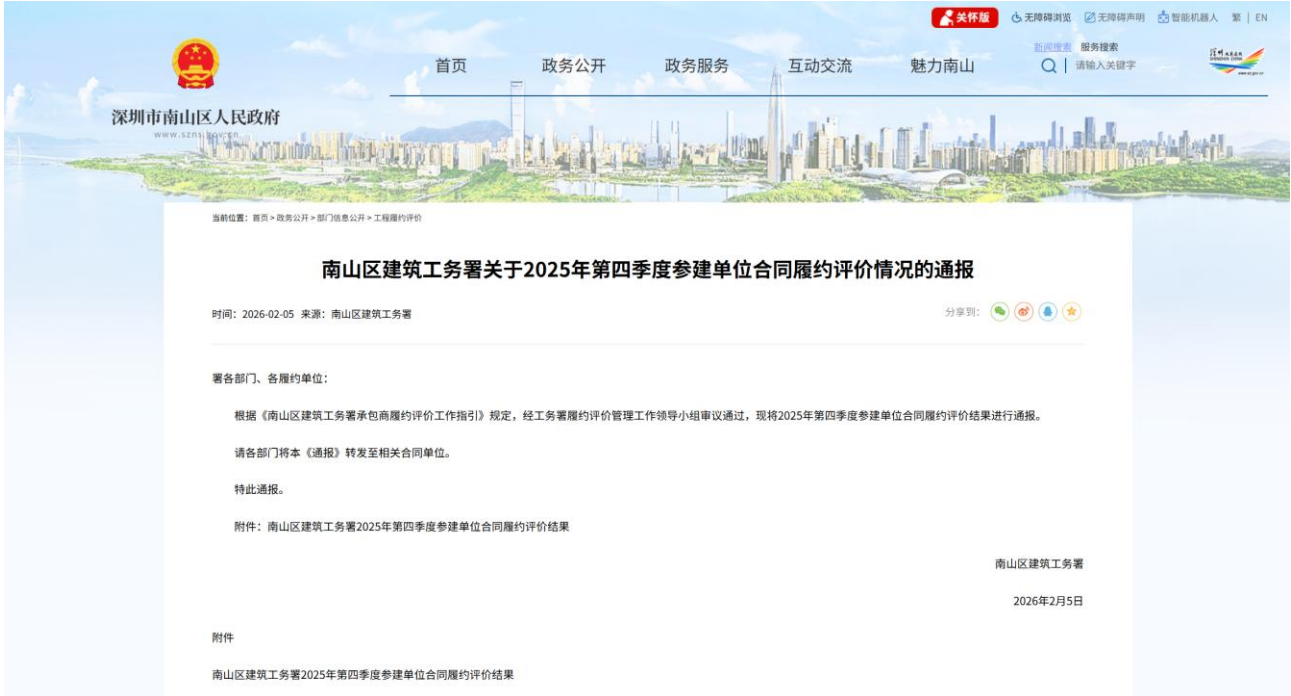 关怀版 无障碍浏览 无障碍声明 智能机器人 繁 | EN
新闻搜索 服务搜索
首页 政务公开 政务服务 互动交流 魅力南山 请输入关键字
深圳市南山区人民政府
www.szns.gov.cn
当前位置：首页 > 政务公开 > 部门信息公开 > 工程履约评价
南山区建筑工务署关于2025年第四季度参建单位合同履约评价情况的通报
时间：2026-02-05 来源：南山区建筑工务署 分享到：
署各部门、各履约单位：
根据《南山区建筑工务署承包商履约评价工作指引》规定，经工务署履约评价管理工作领导小组审议通过，现将2025年第四季度参建单位合同履约评价结果进行通报。
请各部门将本《通报》转发至相关合同单位。
特此通报。
附件：南山区建筑工务署2025年第四季度参建单位合同履约评价结果
南山区建筑工务署
2026年2月5日
附件
南山区建筑工务署2025年第四季度参建单位合同履约评价结果